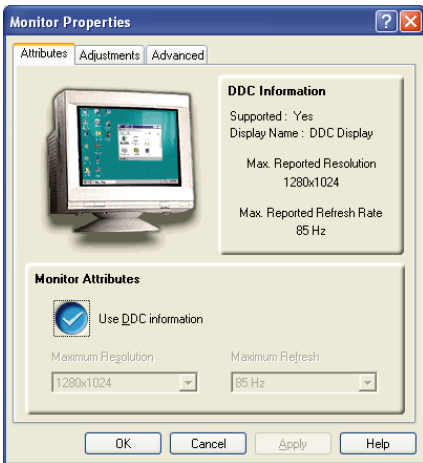 Monitor Properties
Attributes Adjustments Advanced
DDC Information
Supported : Yes
Display Name : DDC Display
Max. Reported Resolution
1280x1024
Max. Reported Refresh Rate
85 Hz
Monitor Attributes
Use DDC information
Maximum Resolution Maximum Refresh
1280x1024 85 Hz
OK Cancel Apply Help